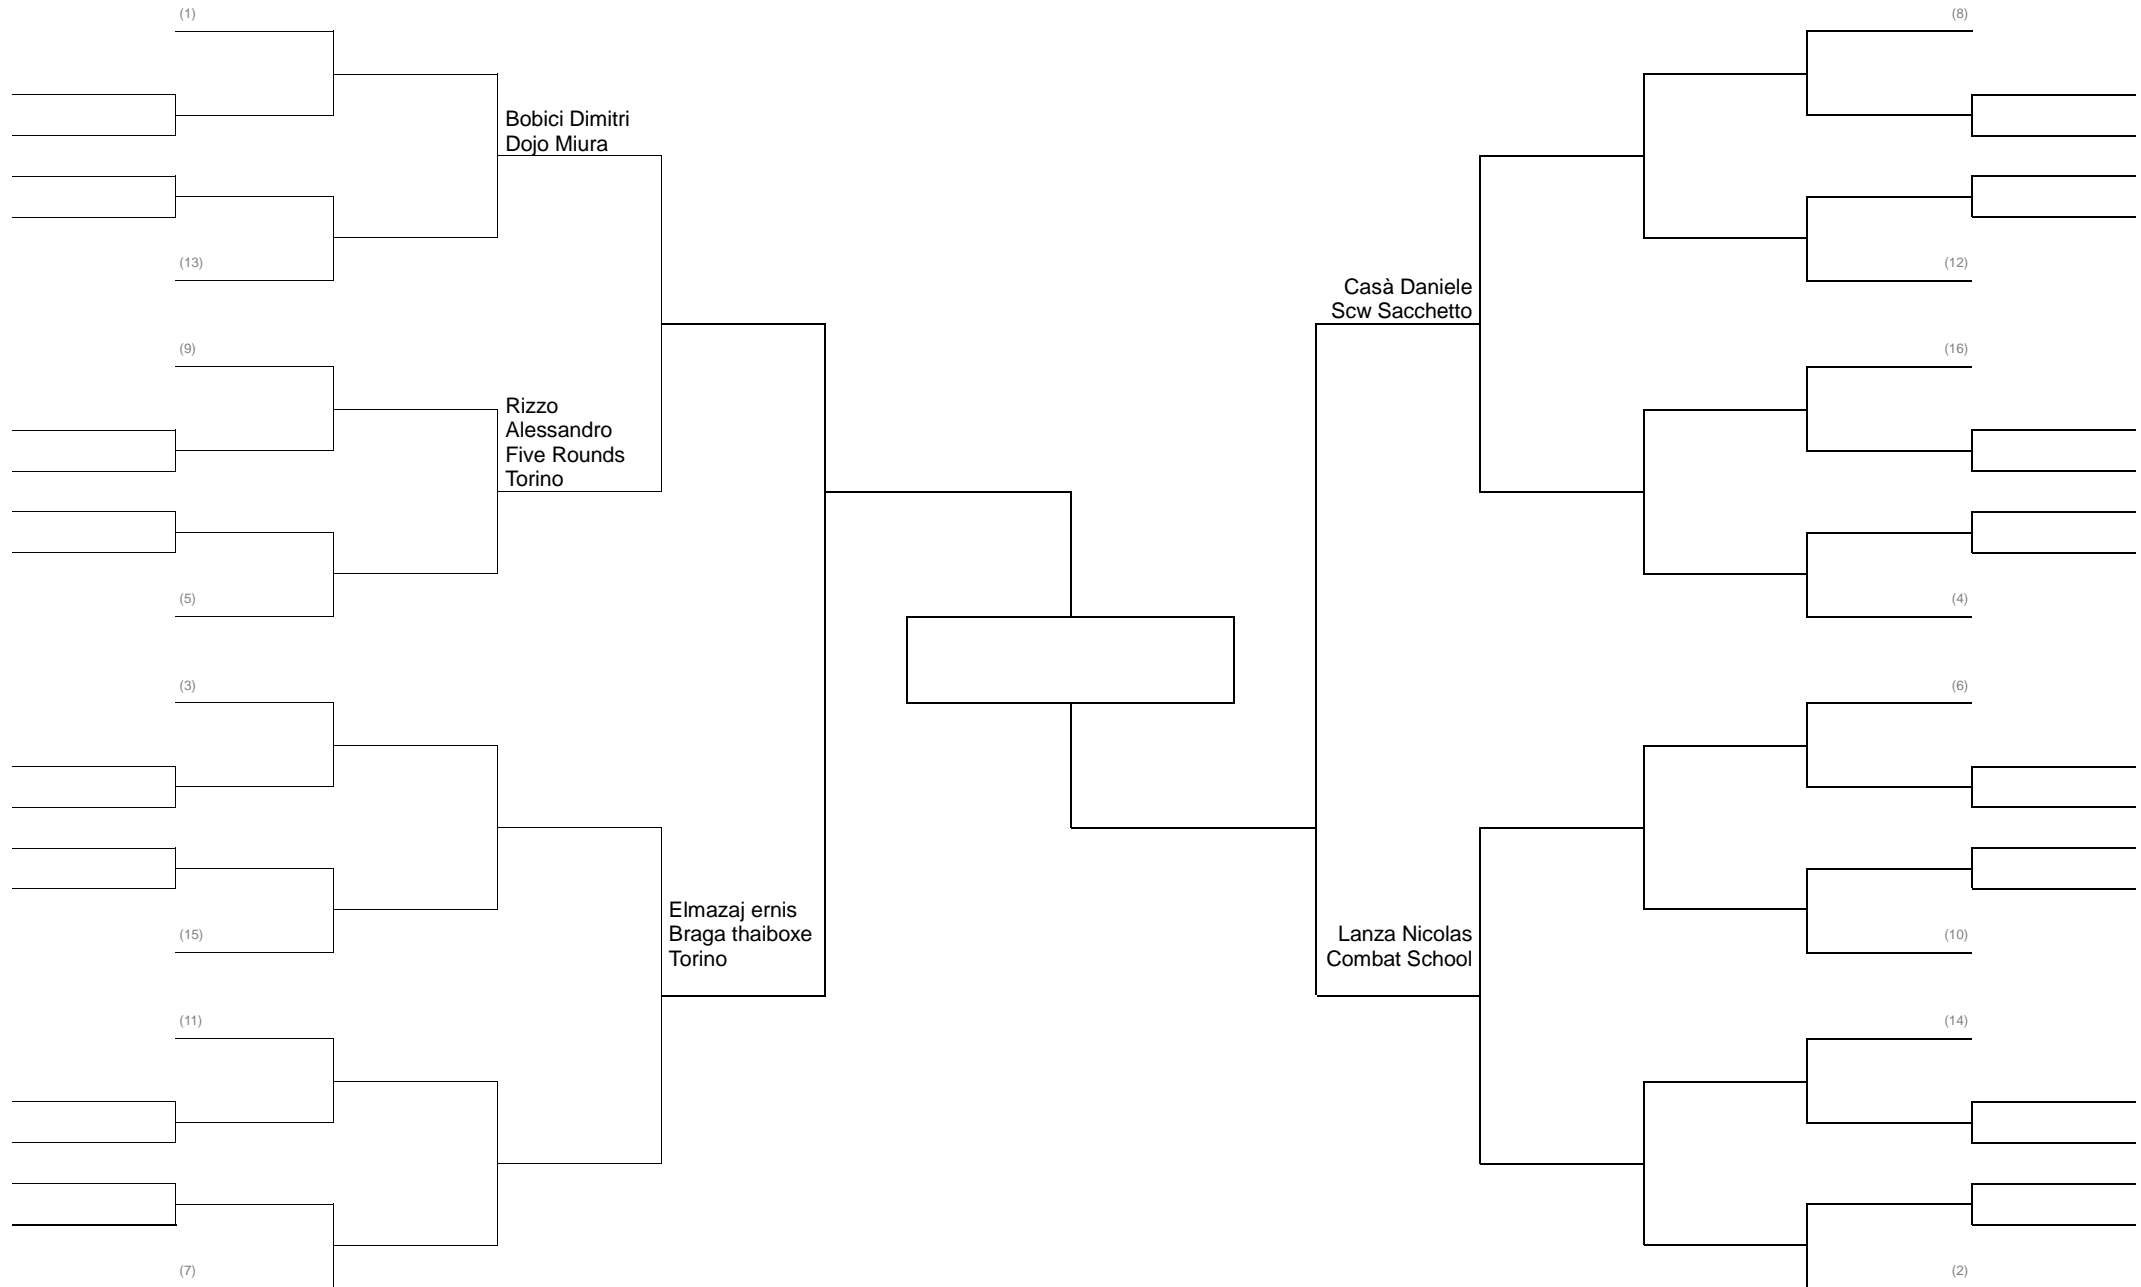 (1)
Bobici Dimitri
Dojo Miura
(13)
(9)
Rizzo
Alessandro
Five Rounds
Torino
(5)
(3)
Elmazaj ernis
Braga thaiboxe
Torino
(15)
(11)
(7)
(8)
(12)
Casà Daniele
Scw Sacchetto
(16)
(4)
(6)
Lanza Nicolas
Combat School
(10)
(14)
(2)